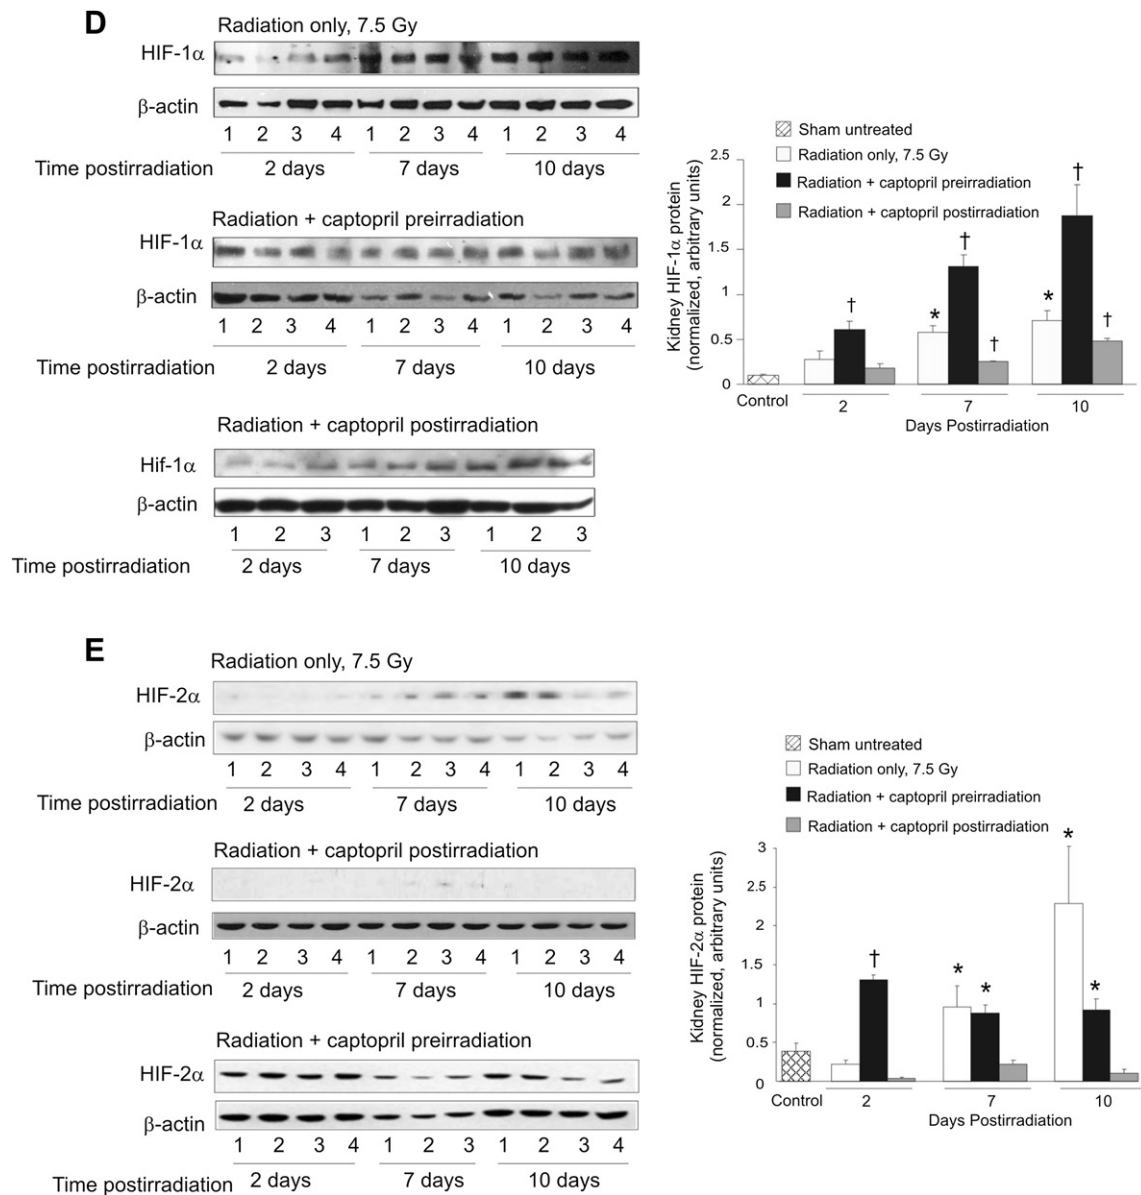 D
Radiation only, 7.5 Gy
HIF-1α
β-actin
1 2 3 4 1 2 3 4 1 2 3 4
Time postirradiation 2 days 7 days 10 days
Radiation + captopril preirradiation
HIF-1α
β-actin
1 2 3 4 1 2 3 4 1 2 3 4
Time postirradiation 2 days 7 days 10 days
Radiation + captopril postirradiation
Hif-1α
β-actin
1 2 3 1 2 3 1 2 3
Time postirradiation 2 days 7 days 10 days
Sham untreated
Radiation only, 7.5 Gy
Radiation + captopril preirradiation
Radiation + captopril postirradiation
Kidney HIF-1α protein
(normalized, arbitrary units)
2.5
2
1.5
1
0.5
0
† * † † * † †
Control 2 7 10
Days Postirradiation
E
Radiation only, 7.5 Gy
HIF-2α
β-actin
1 2 3 4 1 2 3 4 1 2 3 4
Time postirradiation 2 days 7 days 10 days
Radiation + captopril postirradiation
HIF-2α
β-actin
1 2 3 4 1 2 3 4 1 2 3 4
Time postirradiation 2 days 7 days 10 days
Radiation + captopril preirradiation
HIF-2α
β-actin
1 2 3 4 1 2 3 1 2 3 4
Time postirradiation 2 days 7 days 10 days
Sham untreated
Radiation only, 7.5 Gy
Radiation + captopril preirradiation
Radiation + captopril postirradiation
Kidney HIF-2α protein
(normalized, arbitrary units)
3
2.5
2
1.5
1
0.5
0
† * * * *
Control 2 7 10
Days Postirradiation